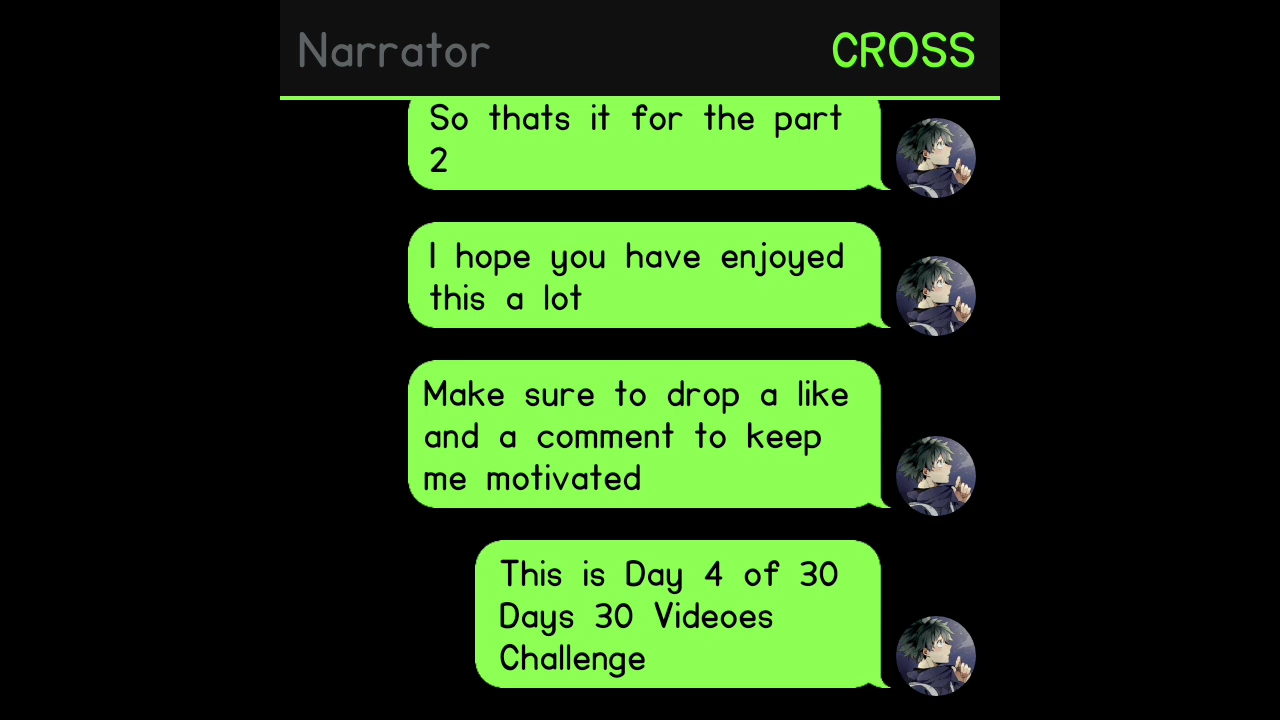 Narrator
CROSS
So thats it for the part
2
I hope you have enjoyed
this a lot
Make sure to drop a like
and a comment to keep
me motivated
This is Day 4 of 30
Days 30 Videoes
Challenge